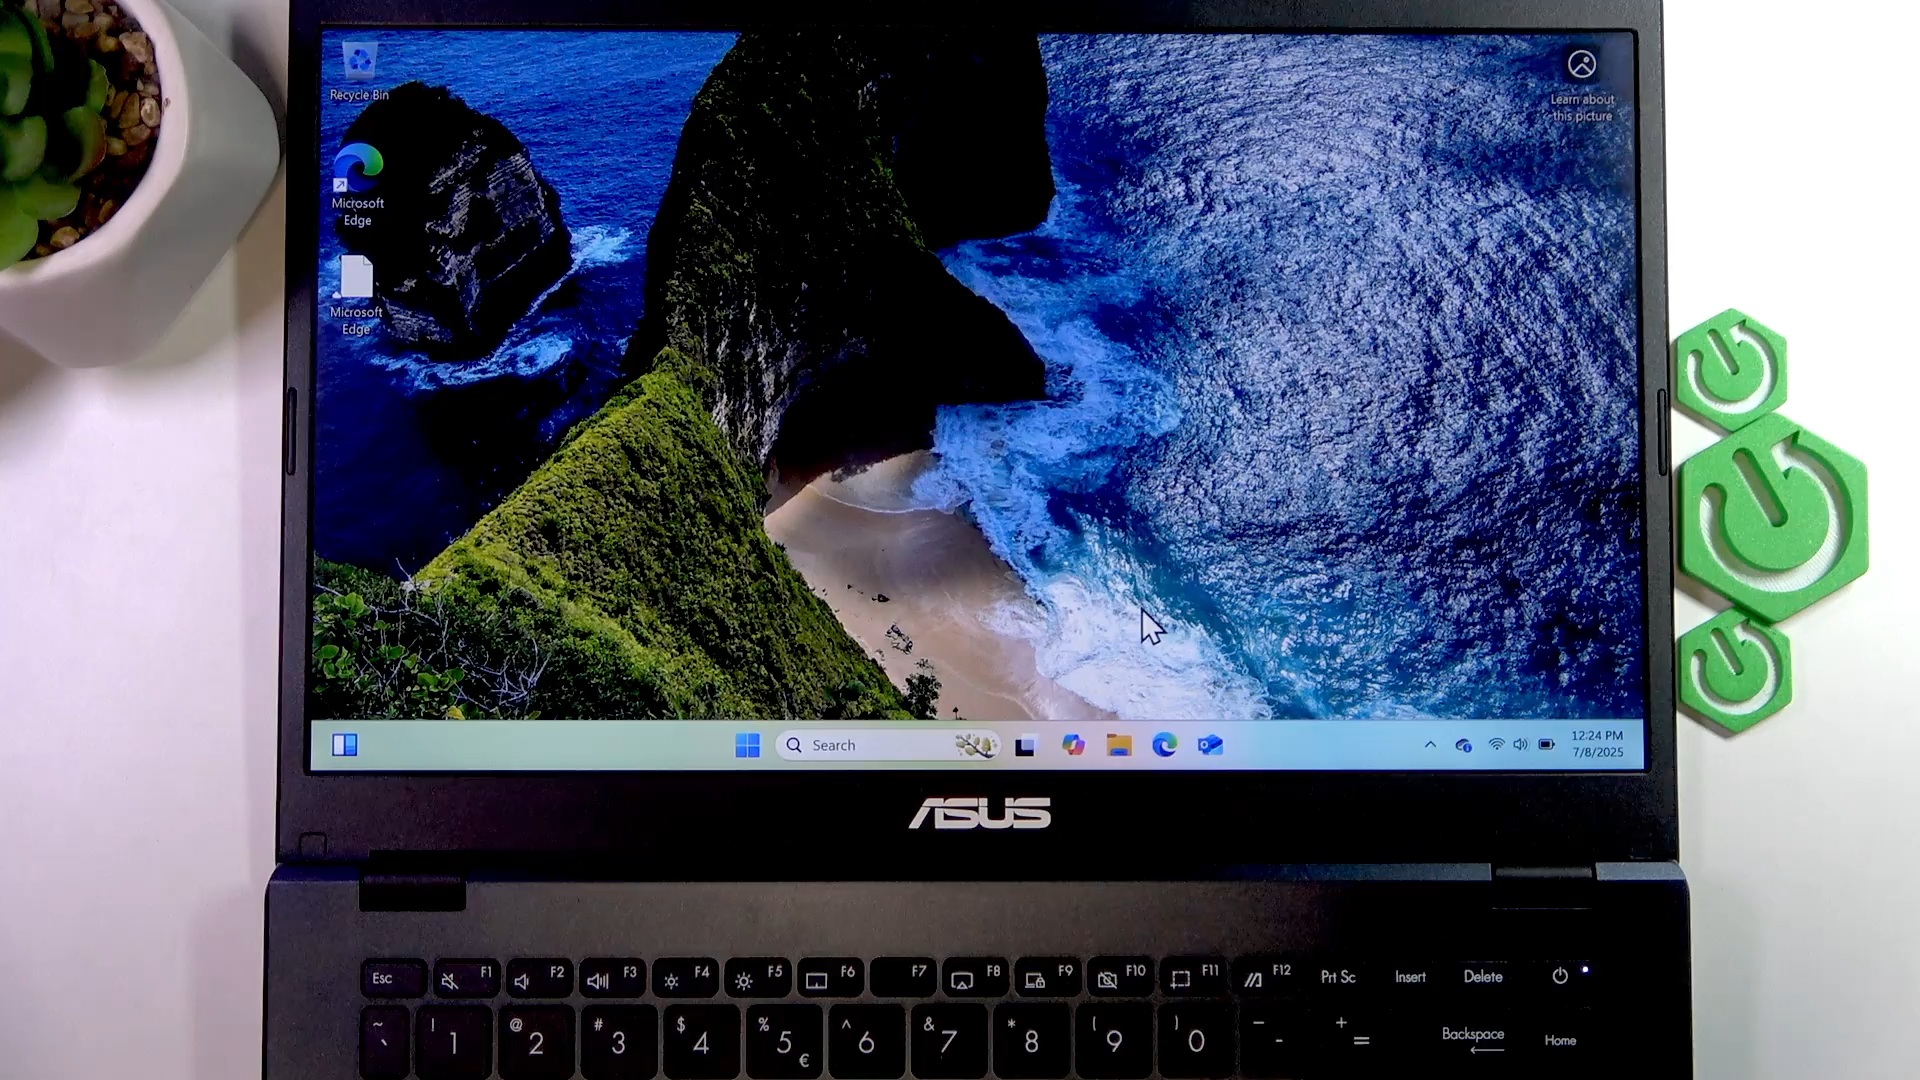 Recycle Bin
Learn about
this picture
Microsoft
Edge
Microsoft
Edge
Search
12:24 PM
7/8/2025
ASUS
Esc F1 F2 F3 F4 F5 F6 F7 F8 F9 F10 F11 F12 Prt Sc Insert Delete
~ ` ! 1 @ 2 # 3 $ 4 % 5 € ^ 6 & 7 * 8 ( 9 ) 0 _ - + = Backspace Home